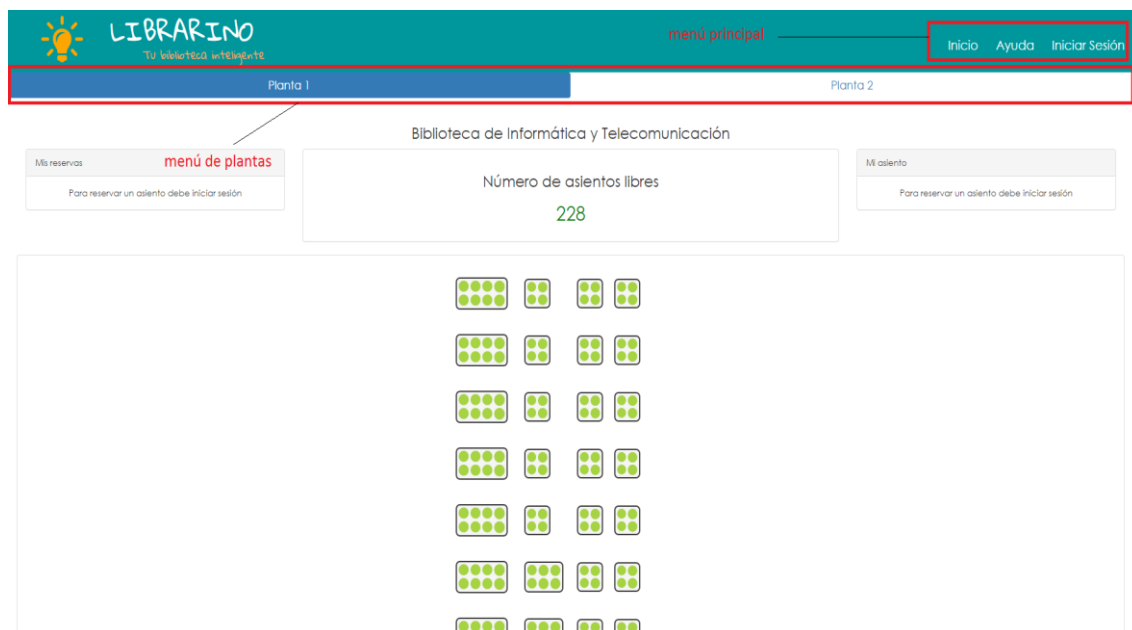 LIBRARINO
Tu biblioteca inteligente
menú principal
Inicio Ayuda Iniciar Sesión
Planta 1
Planta 2
Biblioteca de Informática y Telecomunicación
Mis reservas
menú de plantas
Para reservar un asiento debe iniciar sesión
Número de asientos libres
228
Mi asiento
Para reservar un asiento debe iniciar sesión